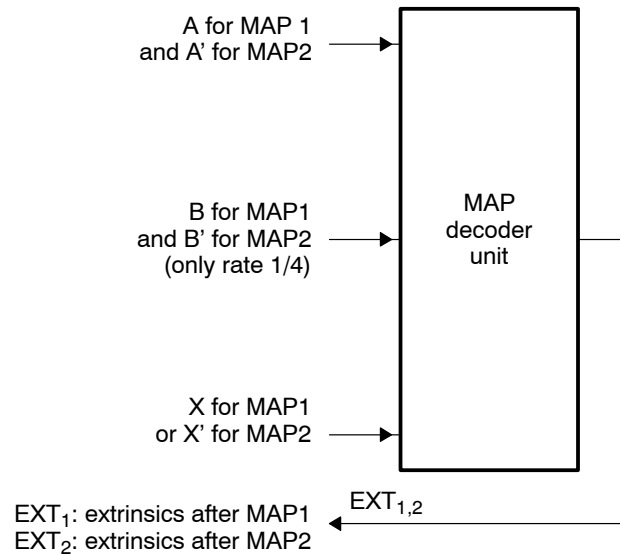 A for MAP 1
and A’ for MAP2
B for MAP1
and B’ for MAP2
(only rate 1/4)
MAP
decoder
unit
X for MAP1
or X’ for MAP2
EXT1,2
EXT1: extrinsics after MAP1
EXT2: extrinsics after MAP2